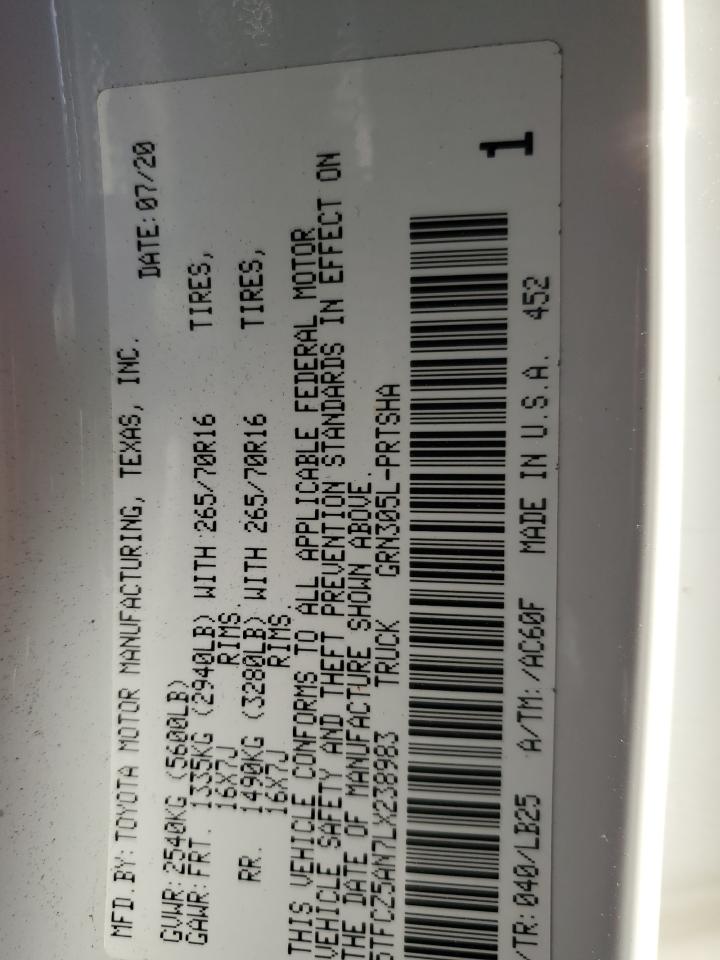 MFD.BY:TOYOTA MOTOR MANUFACTURING, TEXAS, INC.
DATE:07/20
GVWR:2540KG (5600LB)
GAWR:FRT. 1335KG (2940LB) WITH 265/70R16 TIRES,
16X7J RIMS.
RR. 1490KG (3280LB) WITH 265/70R16 TIRES,
16X7J RIMS.
THIS VEHICLE CONFORMS TO ALL APPLICABLE FEDERAL MOTOR
VEHICLE SAFETY AND THEFT PREVENTION STANDARDS IN EFFECT ON
THE DATE OF MANUFACTURE SHOWN ABOVE.
5TFCZ5AN7LX238983 TRUCK GRN305L-PRTSHA
1
/TR:040/LB25 A/TM:/AC60F MADE IN U.S.A. 452